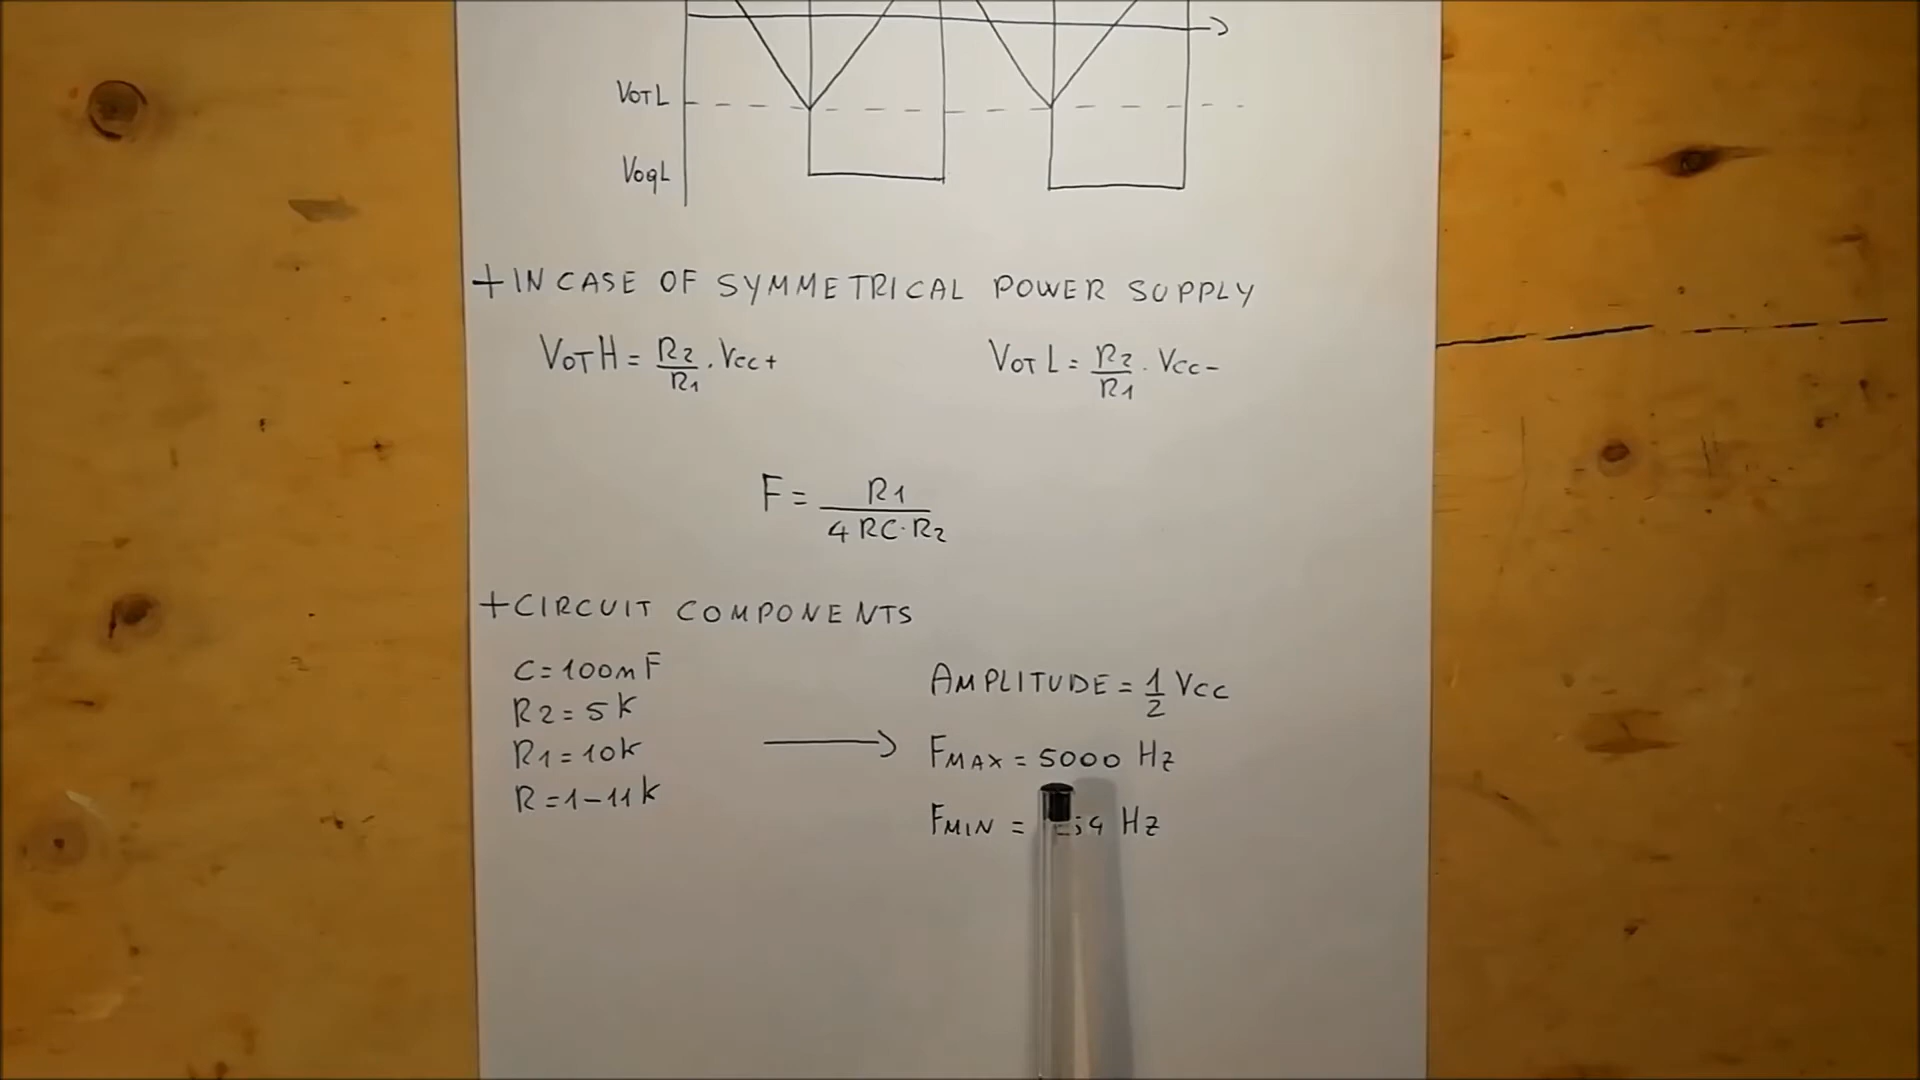 VOTL
VOqL
+ IN CASE OF SYMMETRICAL POWER SUPPLY
VOTH = R2/R1 · Vcc+
VOTL = R2/R1 · Vcc-
F = R1/4RC·R2
+ CIRCUIT COMPONENTS
C = 100nF
R2 = 5K
R1 = 10K
R = 1-11K
AMPLITUDE = 1/2 Vcc
FMAX = 5000 Hz
FMIN = Hz